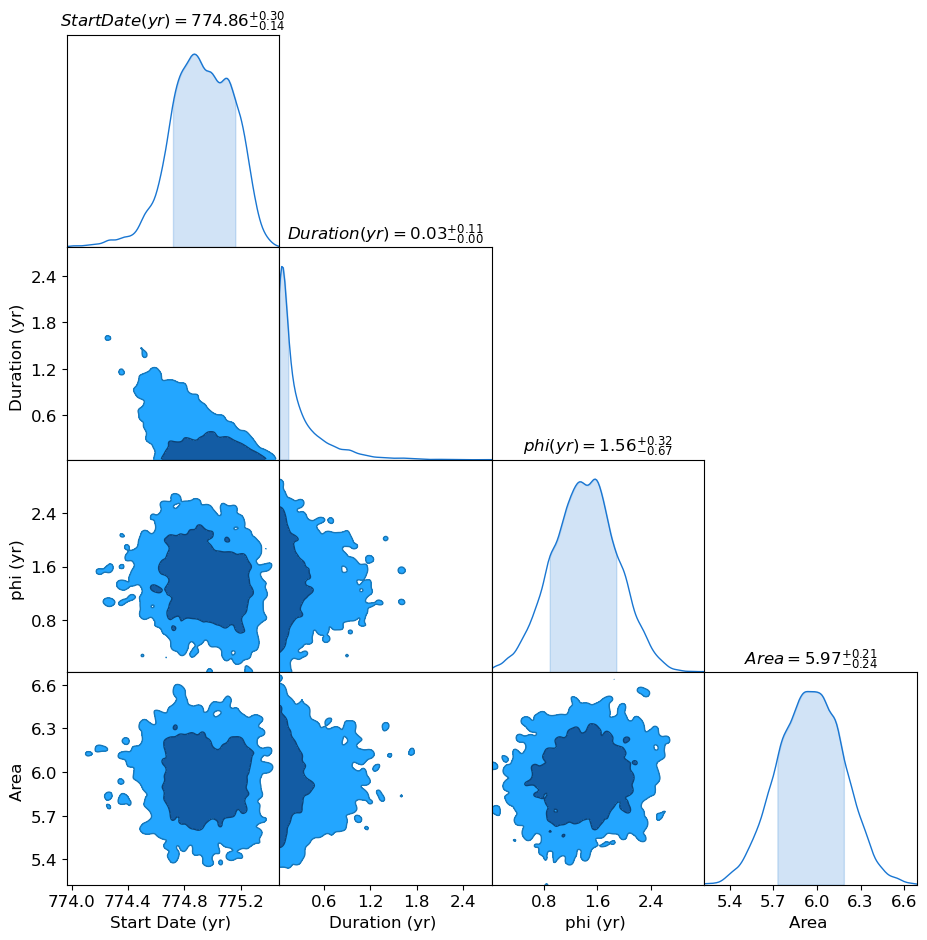 StartDate(yr) = 774.86+0.30−0.14
Duration(yr) = 0.03+0.11−0.00
2.4
1.8
1.2
0.6
Duration (yr)
phi(yr) = 1.56+0.32−0.67
2.4
1.6
0.8
phi (yr)
Area = 5.97+0.21−0.24
6.6
6.3
6.0
5.7
5.4
Area
774.0 774.4 774.8 775.2
Start Date (yr)
0.6 1.2 1.8 2.4
Duration (yr)
0.8 1.6 2.4
phi (yr)
5.4 5.7 6.0 6.3 6.6
Area